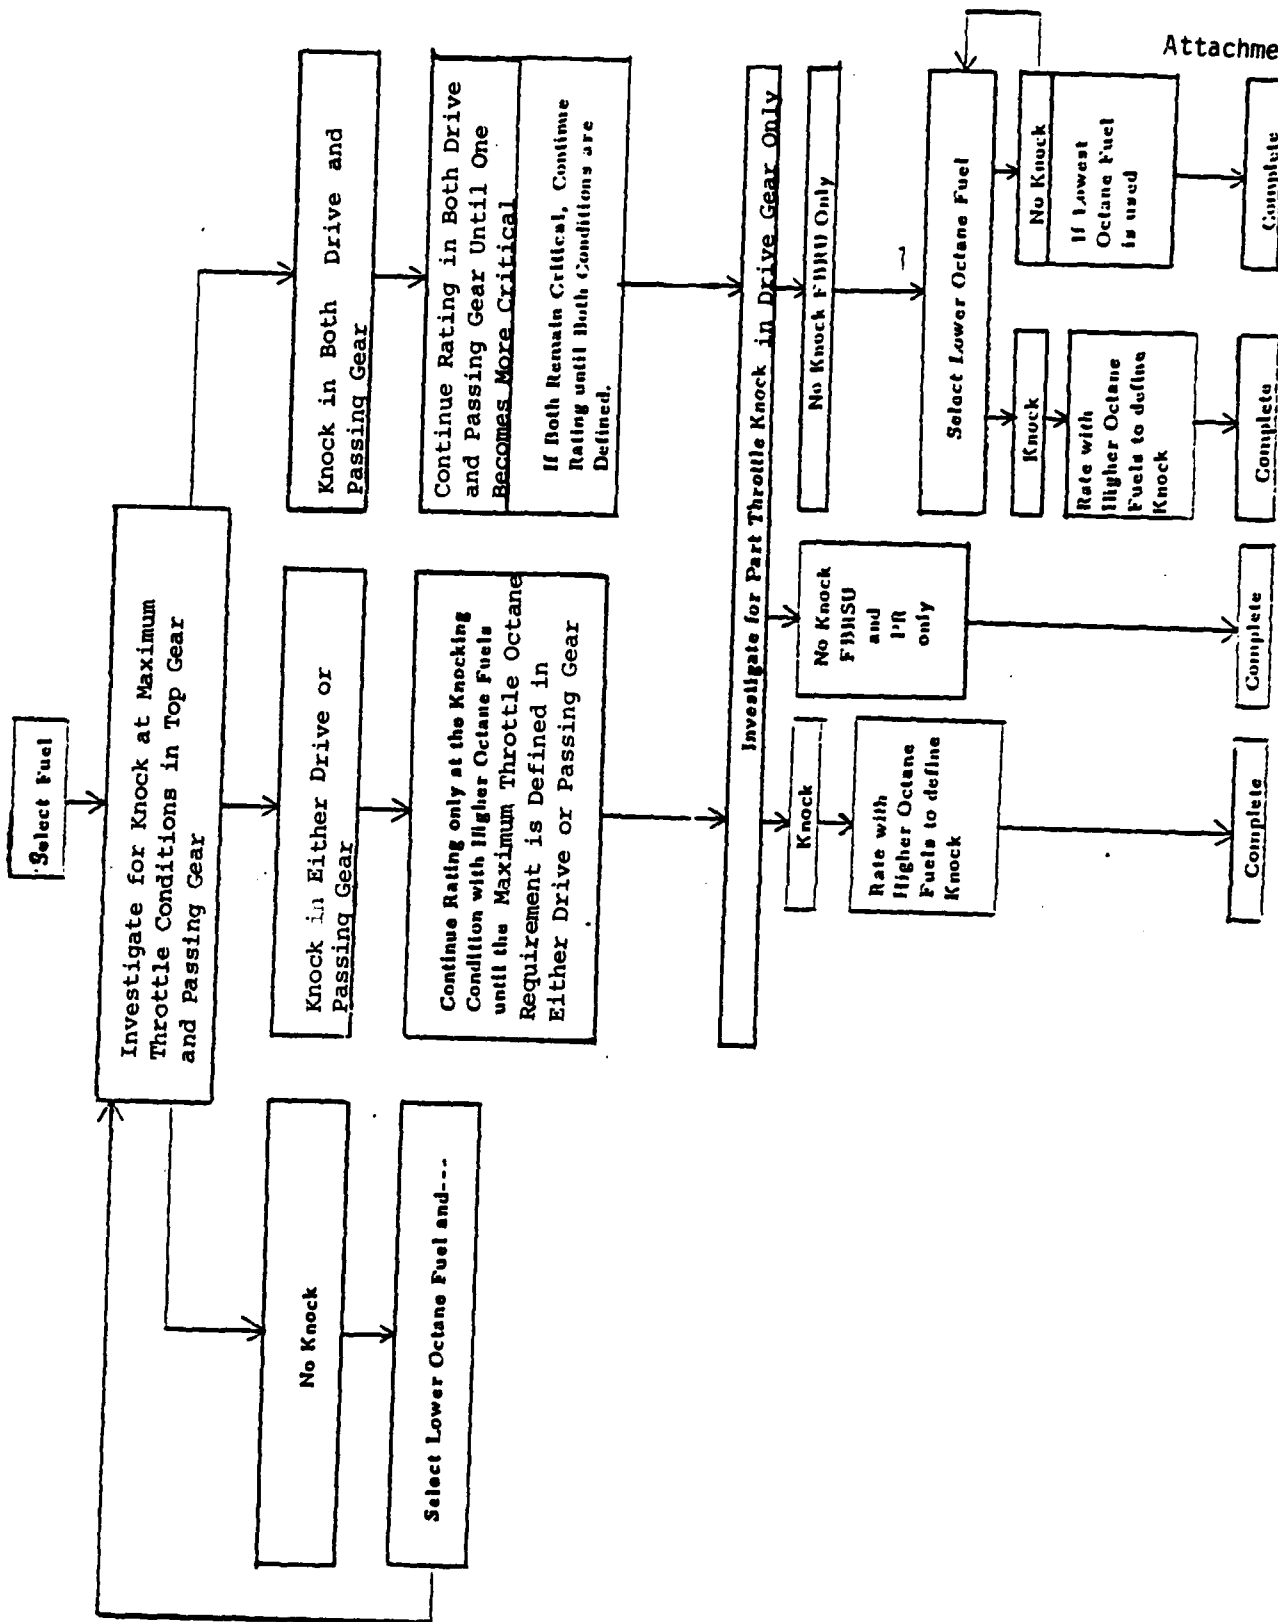 Attachme
Select Fuel
Investigate for Knock at Maximum
Throttle Conditions in Top Gear
and Passing Gear
No Knock
Select Lower Octane Fuel and---
Knock in Either Drive or
Passing Gear
Continue Rating only at the Knocking
Condition with Higher Octane Fuels
until the Maximum Throttle Octane
Requirement is Defined in
Either Drive or Passing Gear
Knock in Both Drive and
Passing Gear
Continue Rating in Both Drive
and Passing Gear Until One
Becomes More Critical
If Both Remain Critical, Continue
Rating until Both Conditions are
Defined.
Investigate for Part Throttle Knock in Drive Gear Only
Knock
Rate with
Higher Octane
Fuels to define
Knock
Complete
No Knock
FBRSU
and
PR
only
Complete
No Knock FBRU Only
Select Lower Octane Fuel
Knock
Rate with
Higher Octane
Fuels to define
Knock
Complete
No Knock
If Lowest
Octane Fuel
is used
Complete